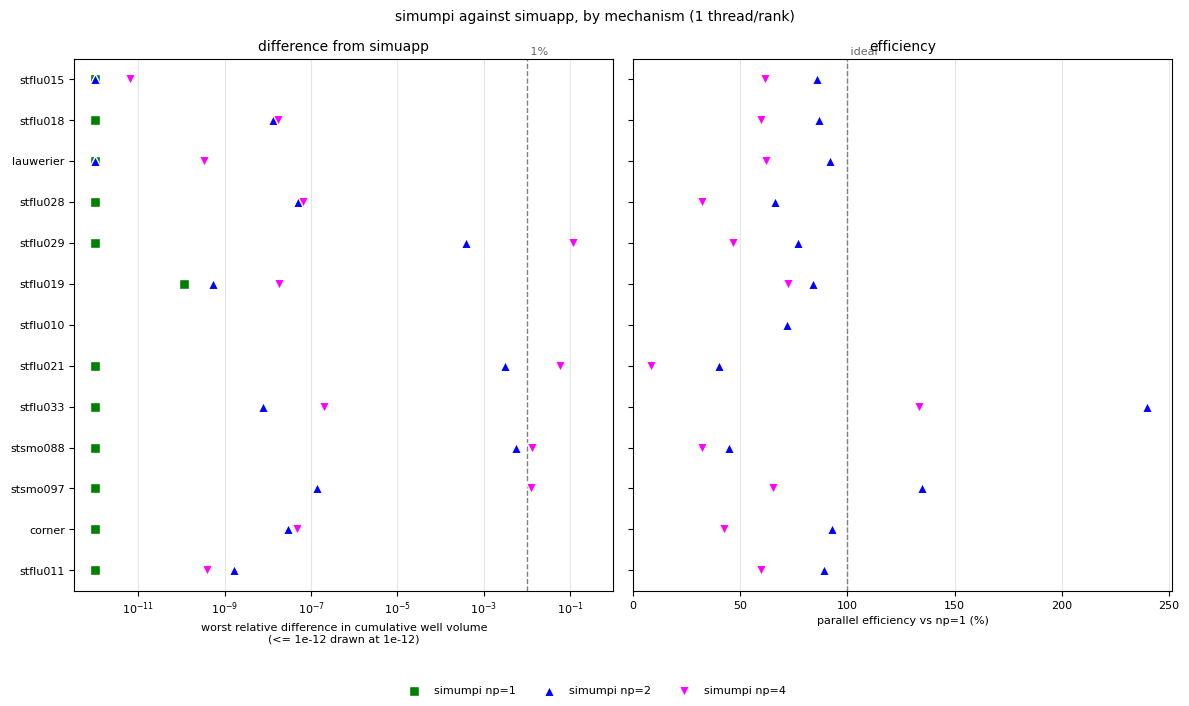 simumpi against simuapp, by mechanism (1 thread/rank)
difference from simuapp
efficiency
1%
ideal
stflu015
stflu018
lauwerier
stflu028
stflu029
stflu019
stflu010
stflu021
stflu033
stsmo088
stsmo097
corner
stflu011
10⁻¹¹ 10⁻⁹ 10⁻⁷ 10⁻⁵ 10⁻³ 10⁻¹
worst relative difference in cumulative well volume
(<= 1e-12 drawn at 1e-12)
0 50 100 150 200 250
parallel efficiency vs np=1 (%)
simumpi np=1 simumpi np=2 simumpi np=4